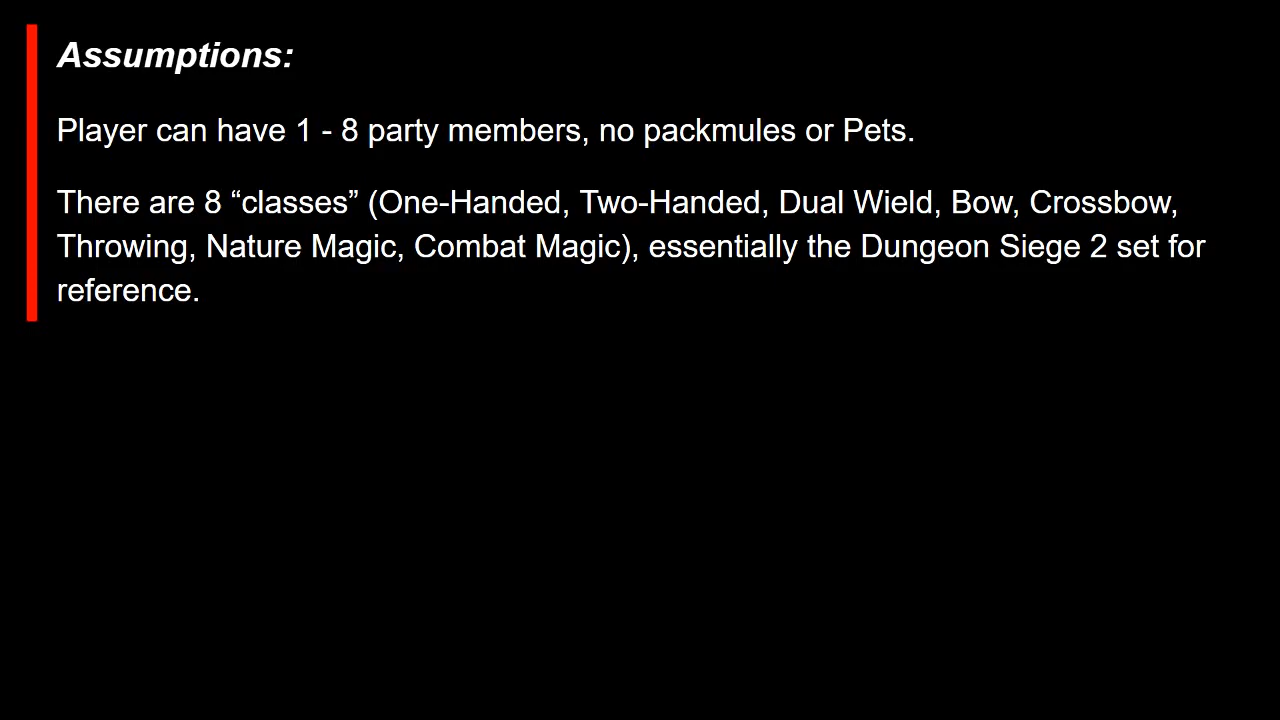 Assumptions:
Player can have 1 - 8 party members, no packmules or Pets.
There are 8 “classes” (One-Handed, Two-Handed, Dual Wield, Bow, Crossbow,
Throwing, Nature Magic, Combat Magic), essentially the Dungeon Siege 2 set for
reference.